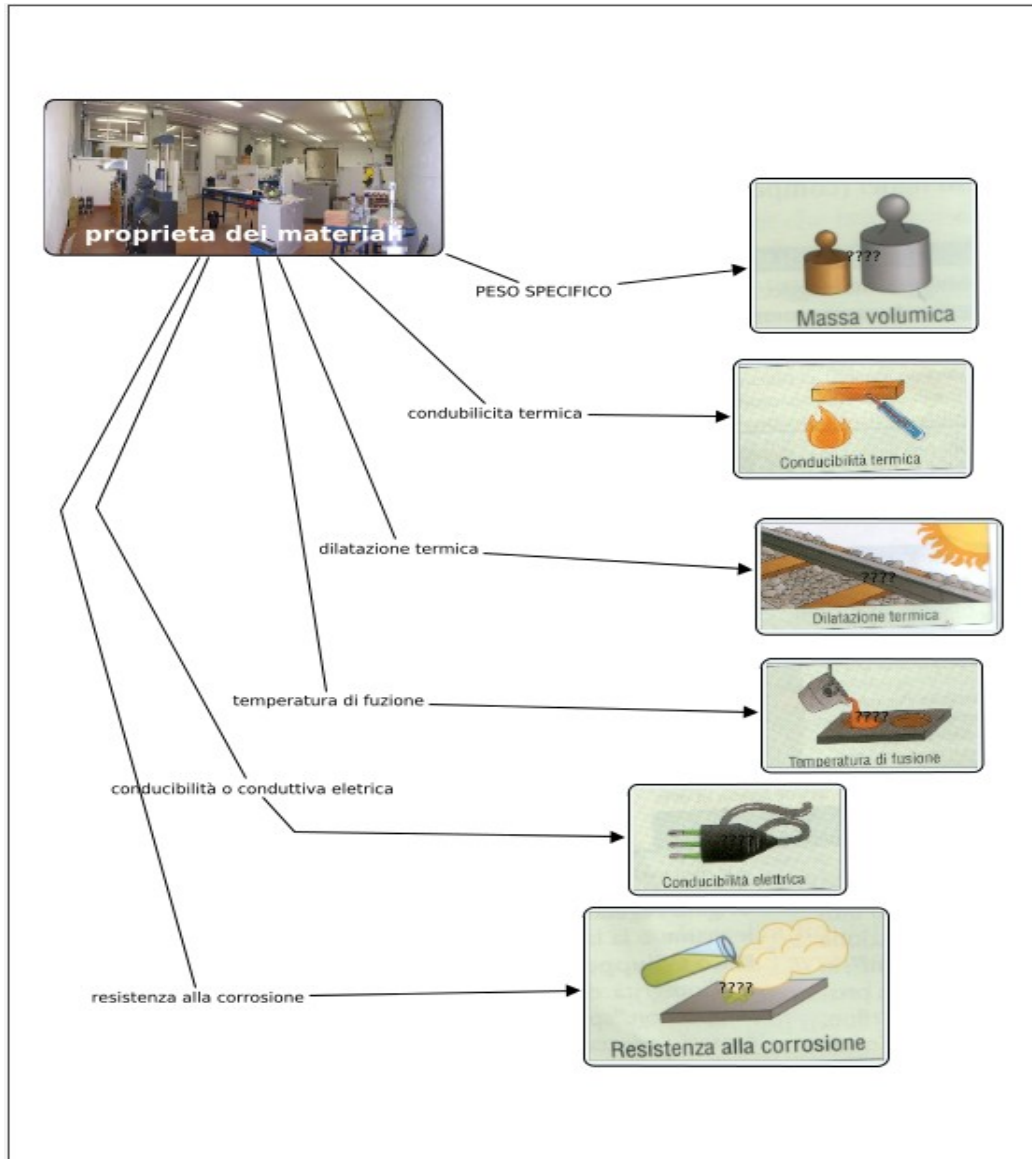 proprieta dei materiali
PESO SPECIFICO
????
Massa volumica
condubilicita termica
Conducibilità termica
dilatazione termica
????
Dilatazione termica
temperatura di fuzione
????
Temperatura di fusione
conducibilità o conduttiva eletrica
????
Conducibilità elettrica
resistenza alla corrosione
????
Resistenza alla corrosione